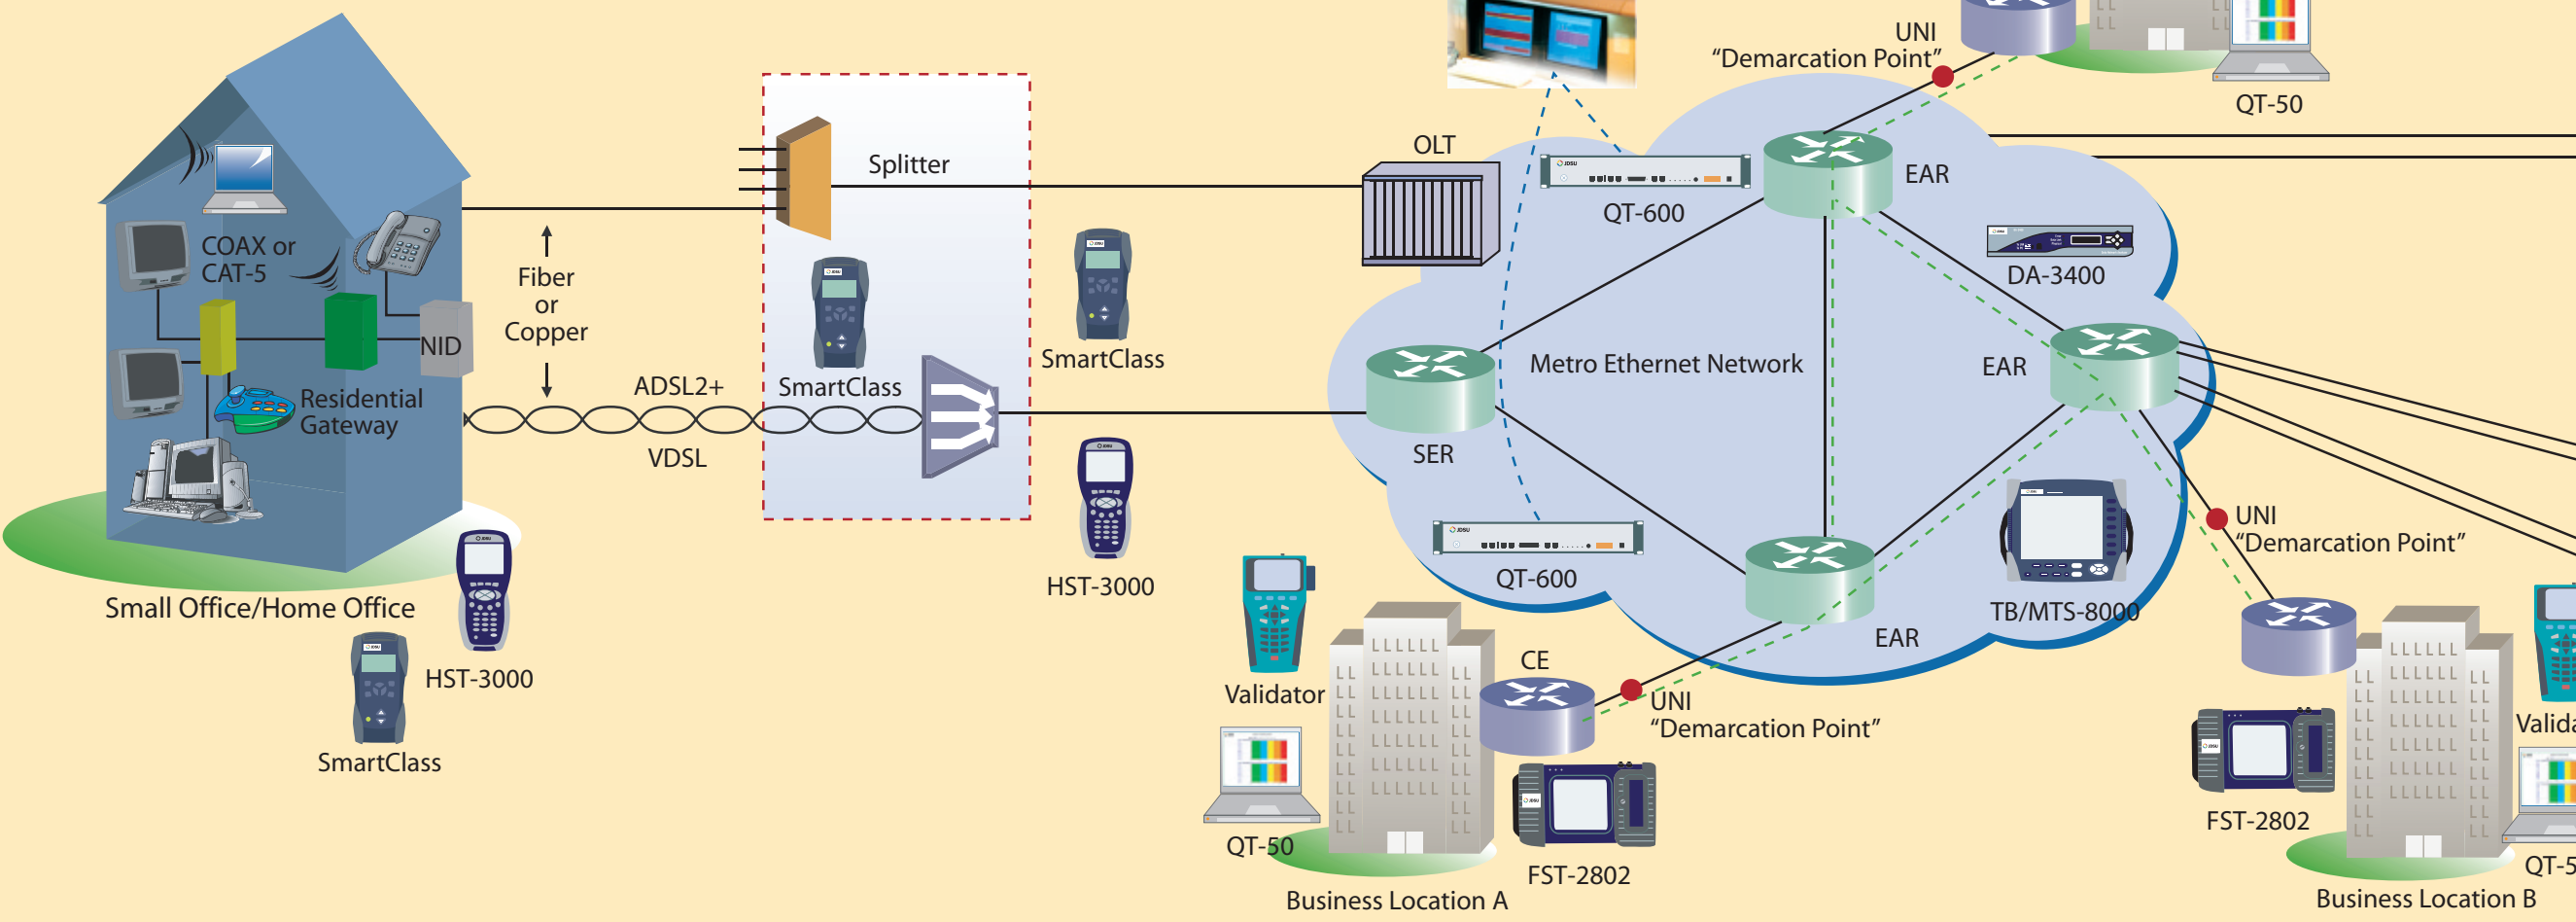 UNI
“Demarcation Point”
QT-50
OLT
Splitter
JDSU
QT-600
EAR
COAX or
CAT-5
Fiber
or
Copper
NID
DA-3400
SmartClass
SmartClass
Metro Ethernet Network
EAR
Residential
Gateway
ADSL2+
VDSL
SER
UNI
“Demarcation Point”
JDSU
QT-600
HST-3000
TB/MTS-8000
Small Office/Home Office
EAR
HST-3000
CE
Validator
UNI
“Demarcation Point”
SmartClass
QT-50
FST-2802
Business Location A
FST-2802
Business Location B